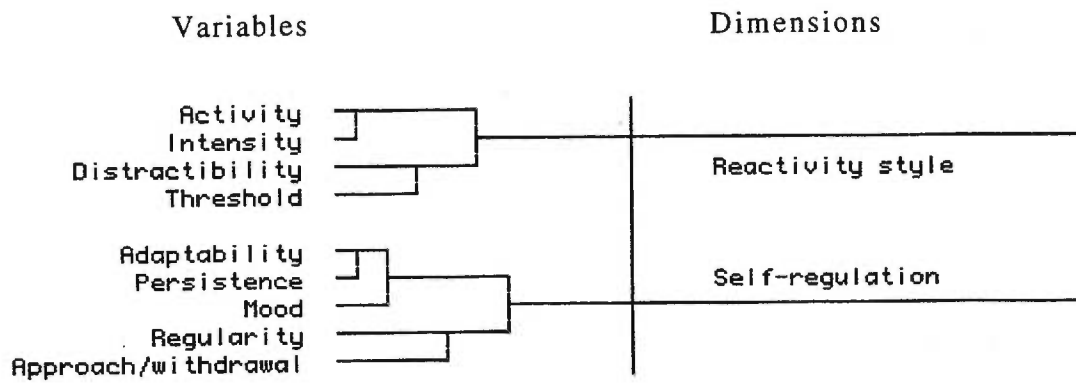 Variables Dimensions
Activity
Intensity
Distractibility
Threshold
Reactivity style
Adaptability
Persistence
Mood
Regularity
Approach/withdrawal
Self-regulation